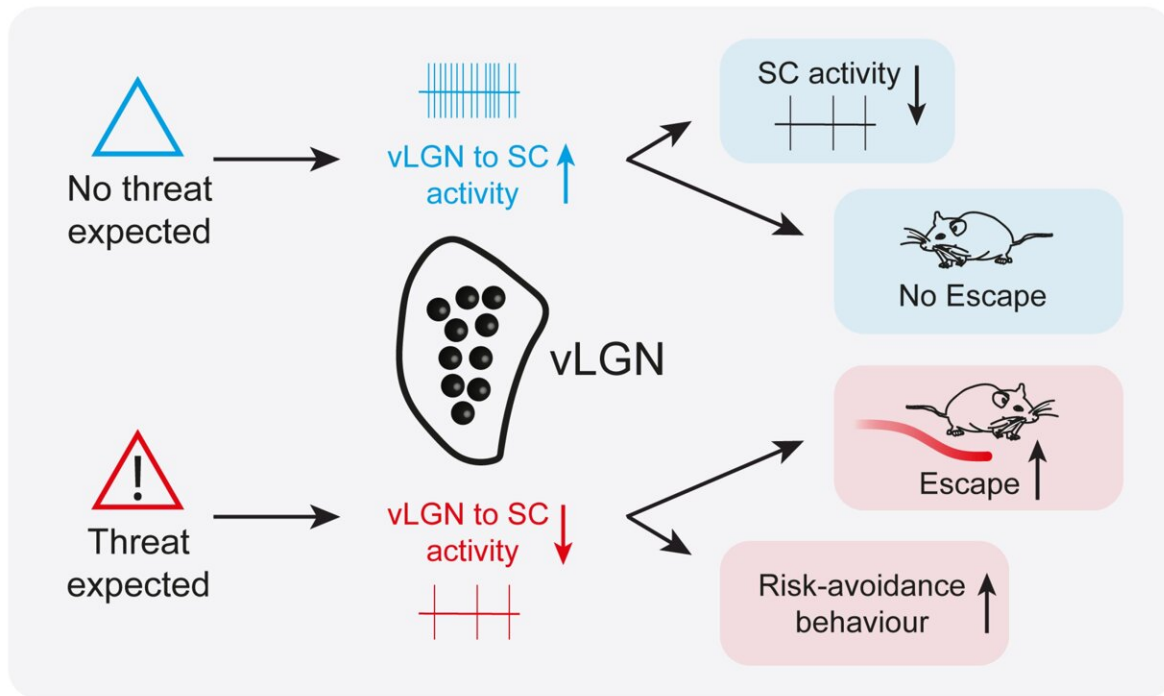 No threat
expected
vLGN to SC
activity
SC activity
No Escape
vLGN
!
Threat
expected
vLGN to SC
activity
Escape
Risk-avoidance
behaviour